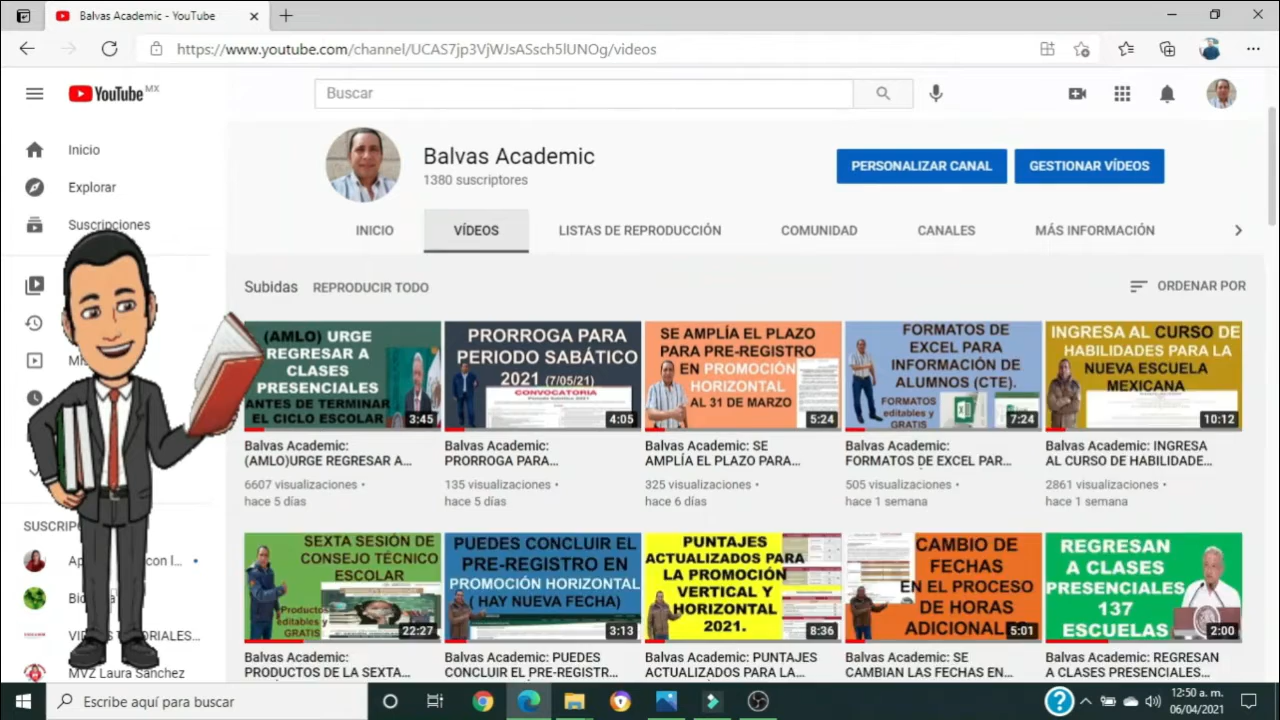 Balvas Academic - YouTube
https://www.youtube.com/channel/UCAS7jp3VjWJsASsch5lUNOg/videos
YouTube MX
Buscar
Inicio
Explorar
Suscripciones
Balvas Academic
1380 suscriptores
PERSONALIZAR CANAL
GESTIONAR VÍDEOS
INICIO
VÍDEOS
LISTAS DE REPRODUCCIÓN
COMUNIDAD
CANALES
MÁS INFORMACIÓN
Subidas
REPRODUCIR TODO
ORDENAR POR
(AMLO) URGE
REGRESAR A
CLASES
PRESENCIALES
ANTES DE TERMINAR
EL CICLO ESCOLAR
3:45
Balvas Academic:
(AMLO)URGE REGRESAR A...
6607 visualizaciones •
hace 5 días
PRORROGA PARA
PERIODO SABÁTICO
2021 (7/05/21)
CONVOCATORIA
4:05
Balvas Academic:
PRORROGA PARA...
135 visualizaciones •
hace 5 días
SE AMPLÍA EL PLAZO
PARA PRE-REGISTRO
EN PROMOCIÓN
HORIZONTAL
AL 31 DE MARZO
5:24
Balvas Academic: SE
AMPLÍA EL PLAZO PARA...
325 visualizaciones •
hace 6 días
FORMATOS DE
EXCEL PARA
INFORMACIÓN DE
ALUMNOS (CTE).
FORMATOS
editables y
GRATIS
7:24
Balvas Academic:
FORMATOS DE EXCEL PAR...
505 visualizaciones •
hace 1 semana
INGRESA AL CURSO DE
HABILIDADES PARA LA
NUEVA ESCUELA
MEXICANA
10:12
Balvas Academic: INGRESA
AL CURSO DE HABILIDADE...
2861 visualizaciones •
hace 1 semana
SUSCRIP
con l...
VID
TORIALES...
MVZ Laura Sanchez
SEXTA SESIÓN DE
CONSEJO TÉCNICO
ESCOLAR
Productos
editables y
GRATIS
22:27
Balvas Academic:
PRODUCTOS DE LA SEXTA...
PUEDES CONCLUIR EL
PRE-REGISTRO EN
PROMOCIÓN HORIZONTAL
( HAY NUEVA FECHA)
3:13
Balvas Academic: PUEDES
CONCLUIR EL PRE-REGISTR...
PUNTAJES
ACTUALIZADOS PARA
LA PROMOCIÓN
VERTICAL Y
HORIZONTAL
2021.
8:36
Balvas Academic: PUNTAJES
ACTUALIZADOS PARA LA...
CAMBIO DE
FECHAS
EN EL PROCESO
DE HORAS
ADICIONAL
5:01
Balvas Academic: SE
CAMBIAN LAS FECHAS EN...
REGRESAN
A CLASES
PRESENCIALES
137
ESCUELAS
2:00
Balvas Academic: REGRESAN
A CLASES PRESENCIALES...
Escribe aquí para buscar
12:50 a. m.
06/04/2021